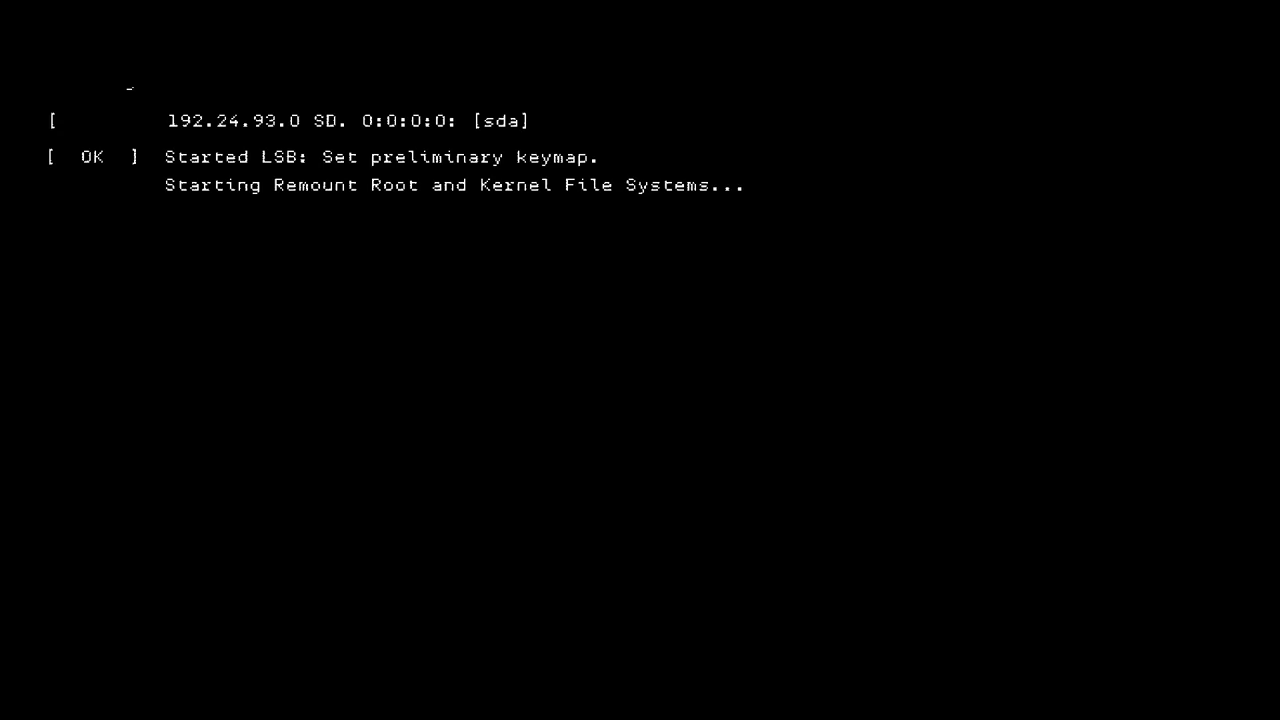 [ 192.24.93.0 SD. 0:0:0:0: [sda]
[ OK ] Started LSB: Set preliminary keymap.
Starting Remount Root and Kernel File Systems...